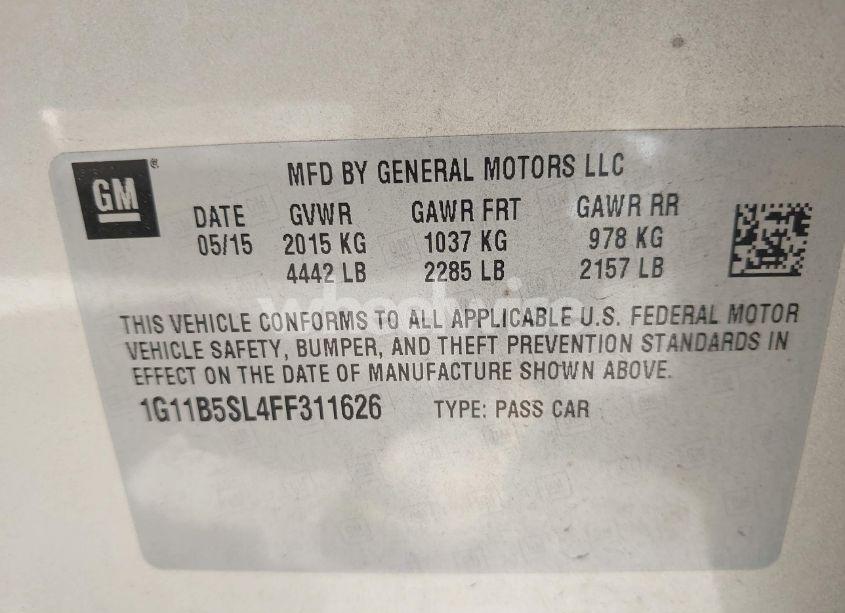 GM ®
MFD BY GENERAL MOTORS LLC
DATE GVWR GAWR FRT GAWR RR
05/15 2015 KG 1037 KG 978 KG
4442 LB 2285 LB 2157 LB
THIS VEHICLE CONFORMS TO ALL APPLICABLE U.S. FEDERAL MOTOR
VEHICLE SAFETY, BUMPER, AND THEFT PREVENTION STANDARDS IN
EFFECT ON THE DATE OF MANUFACTURE SHOWN ABOVE.
1G11B5SL4FF311626 TYPE: PASS CAR